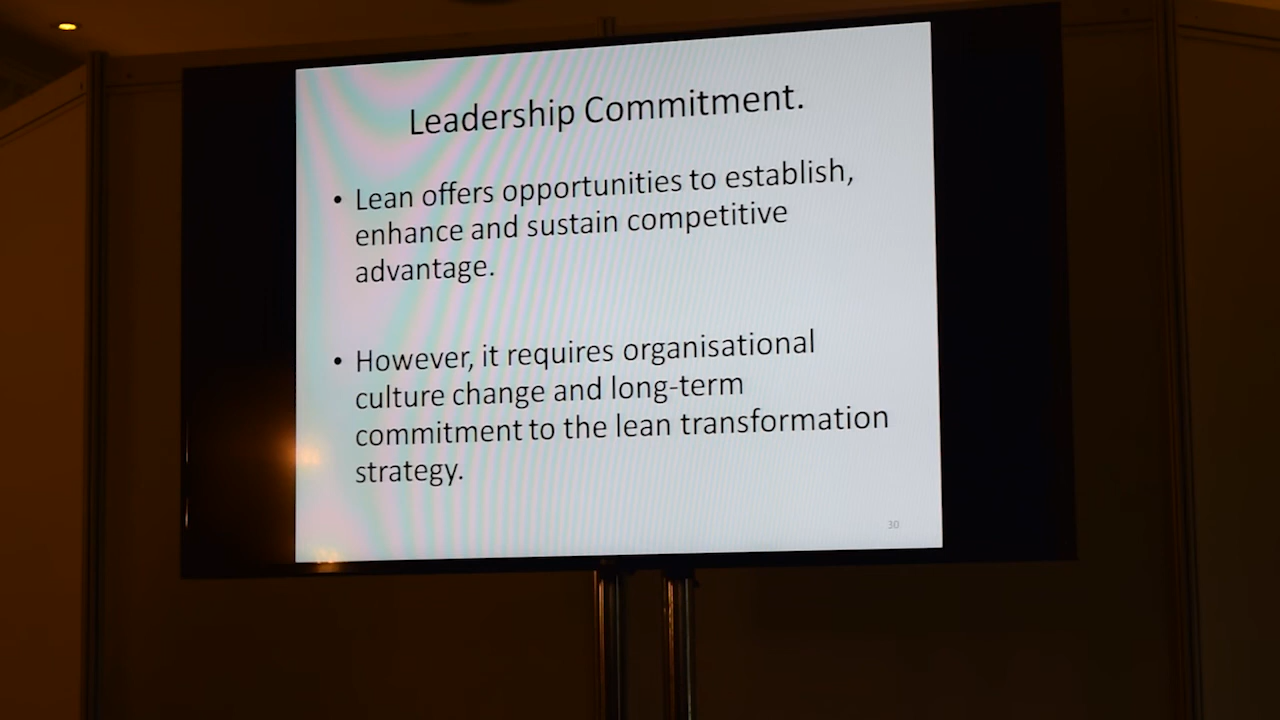 Leadership Commitment.
• Lean offers opportunities to establish,
enhance and sustain competitive
advantage.
• However, it requires organisational
culture change and long-term
commitment to the lean transformation
strategy.
30